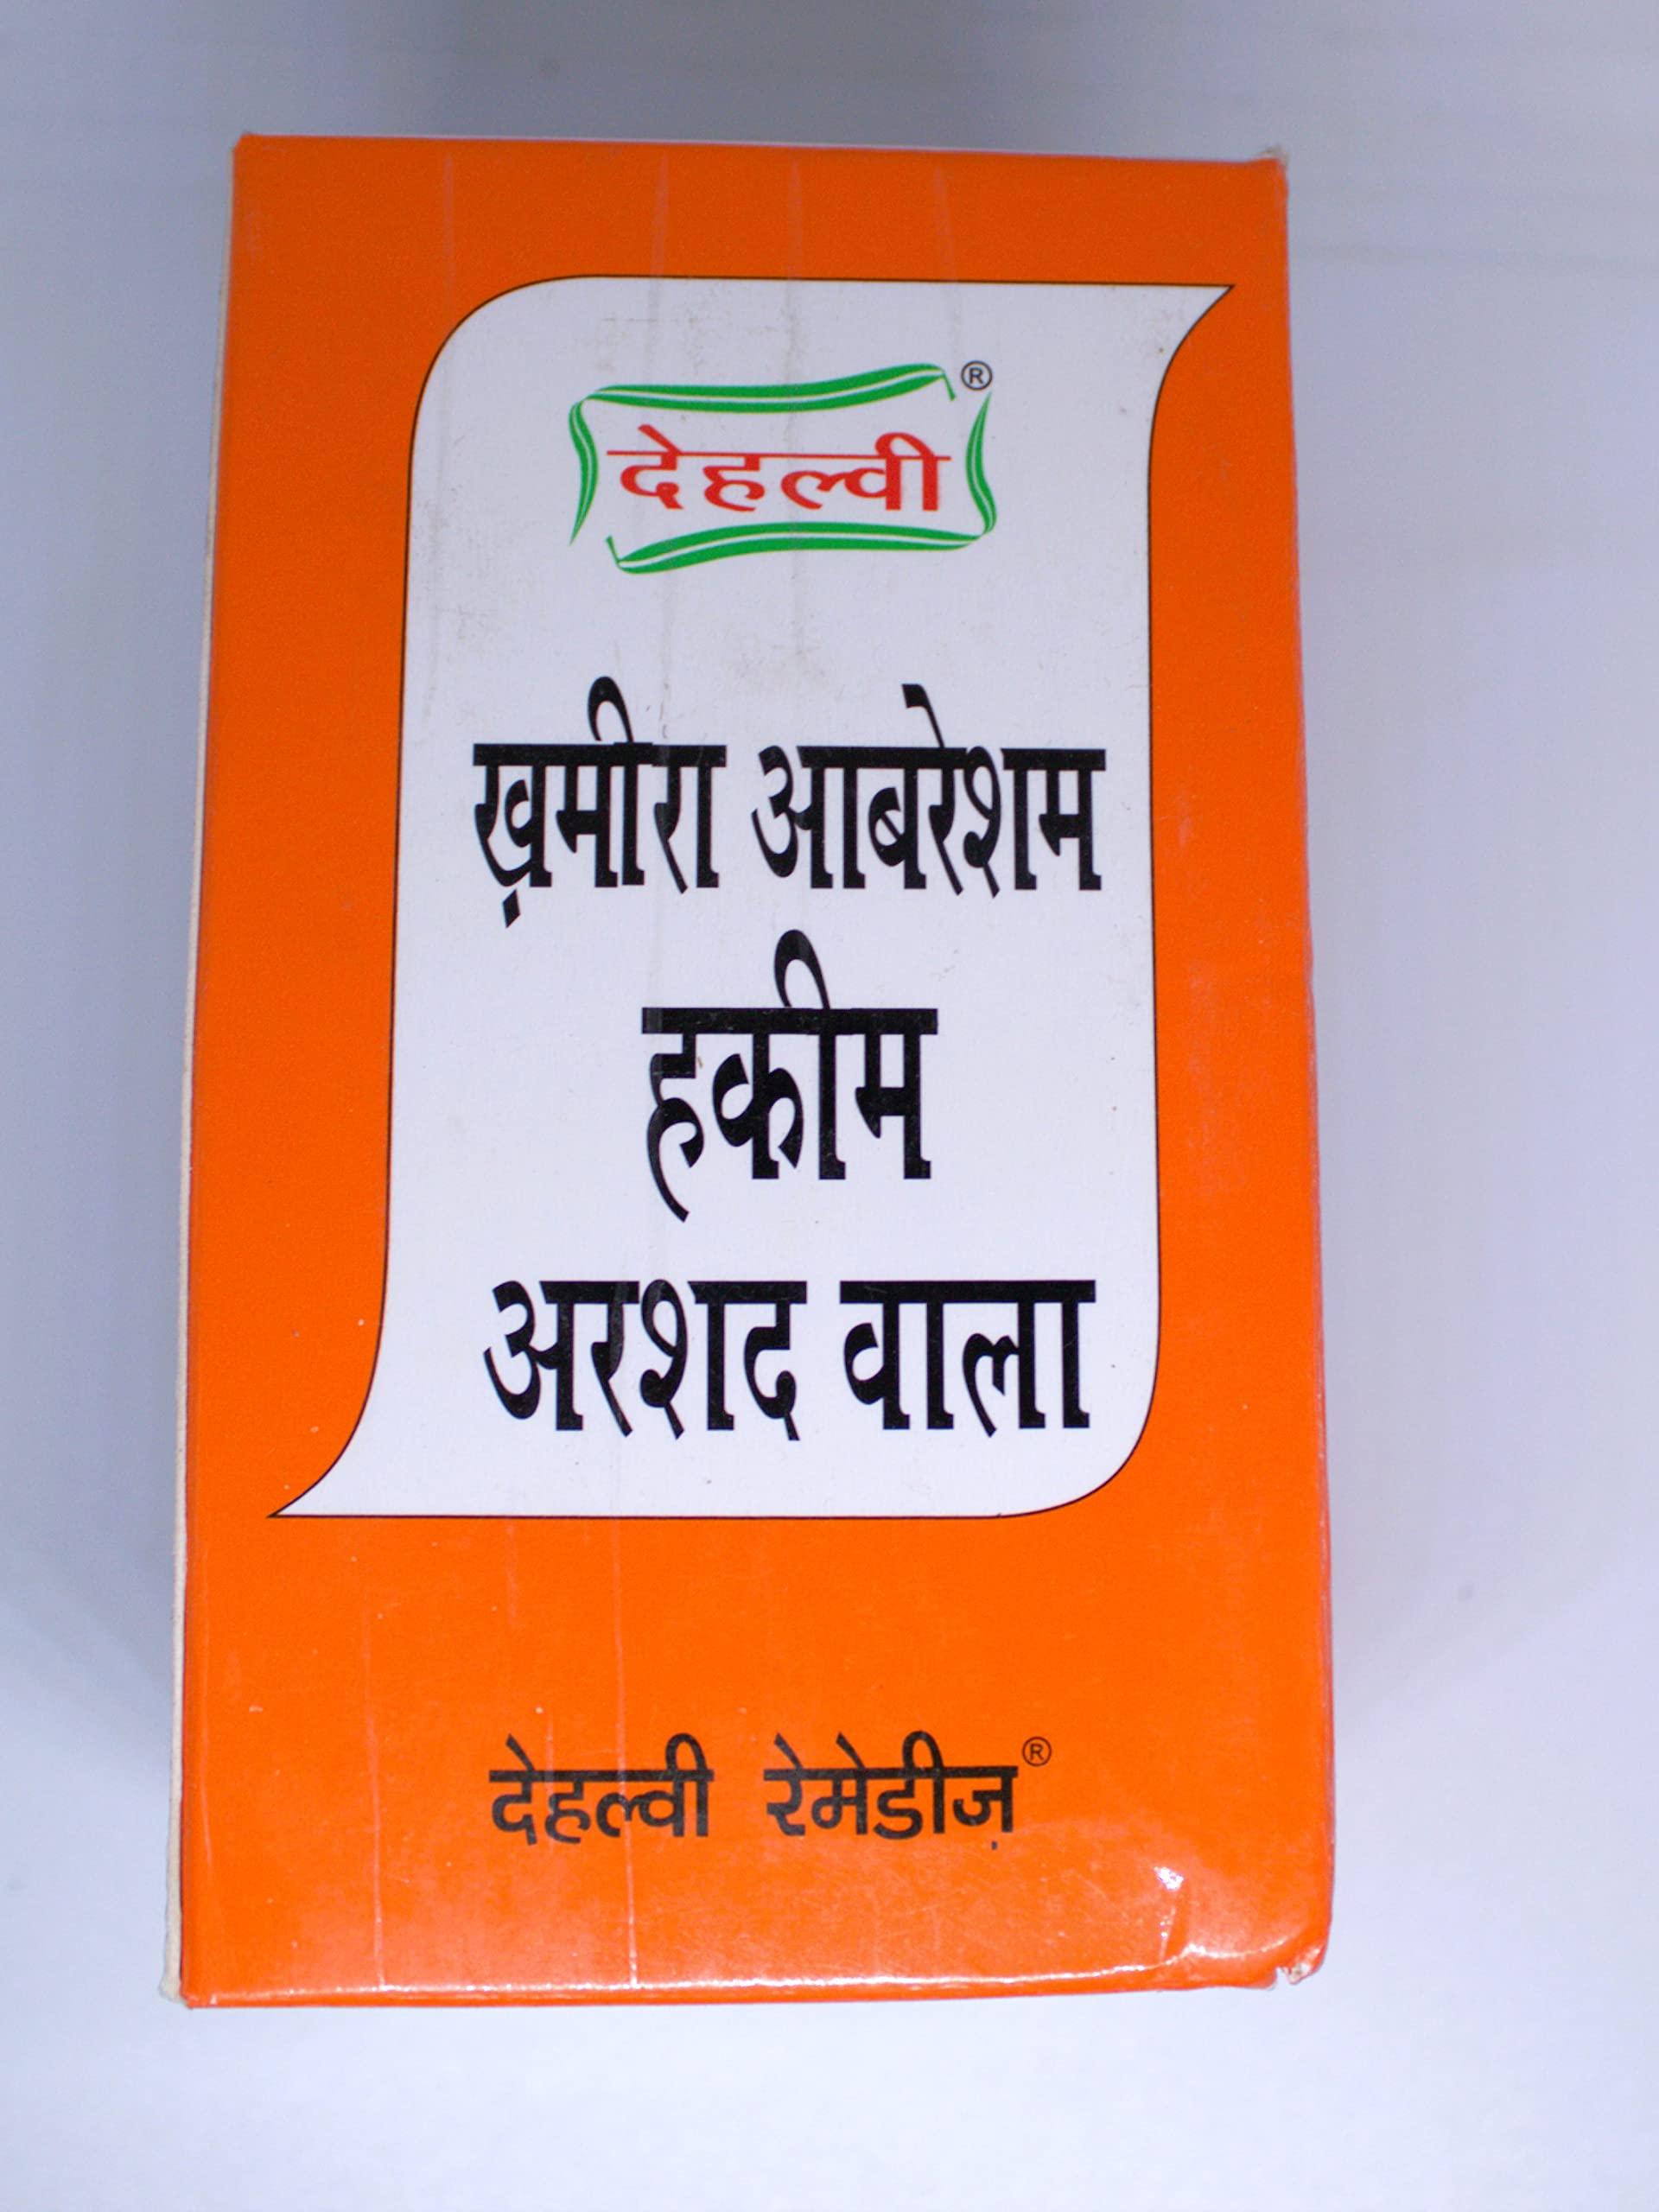 देहल्वी ®
ख़मीरा आबरेशम
हकीम
अरशद वाला
देहल्वी रेमेडीज़ ®